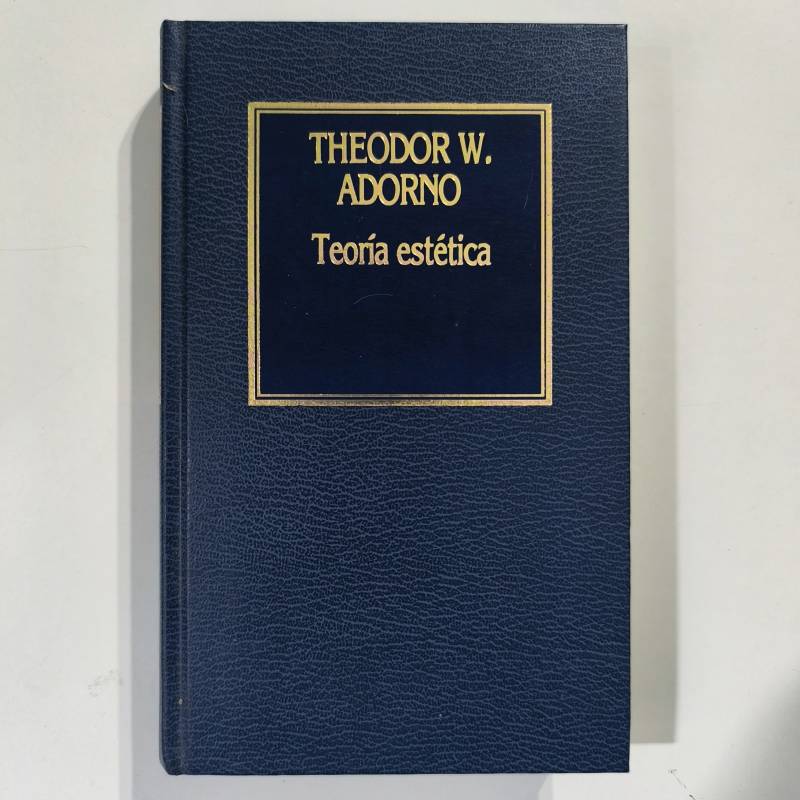 THEODOR W.
ADORNO
Teoría estética